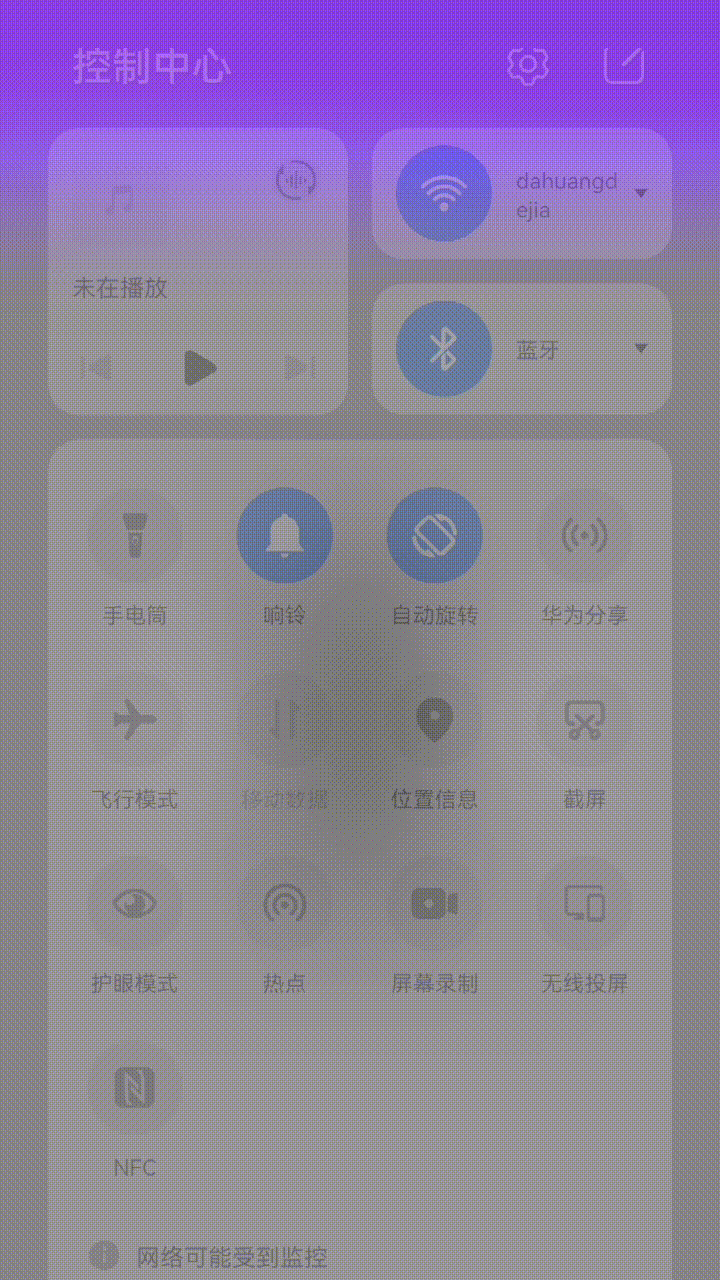 控制中心
未在播放
dahuangd
ejia
蓝牙
手电筒
响铃
自动旋转
华为分享
飞行模式
移动数据
位置信息
截屏
护眼模式
热点
屏幕录制
无线投屏
NFC
网络可能受到监控